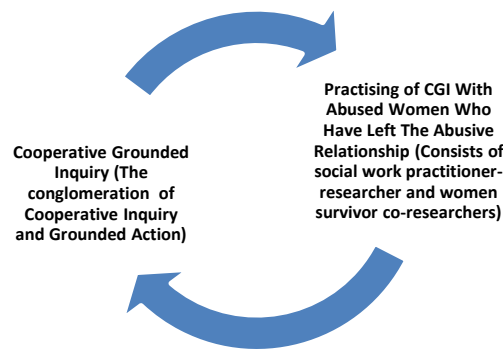 Cooperative Grounded
Inquiry (The
conglomeration of
Cooperative Inquiry
and Grounded Action)
Practising of CGI With
Abused Women Who
Have Left The Abusive
Relationship (Consists of
social work practitioner-
researcher and women
survivor co-researchers)